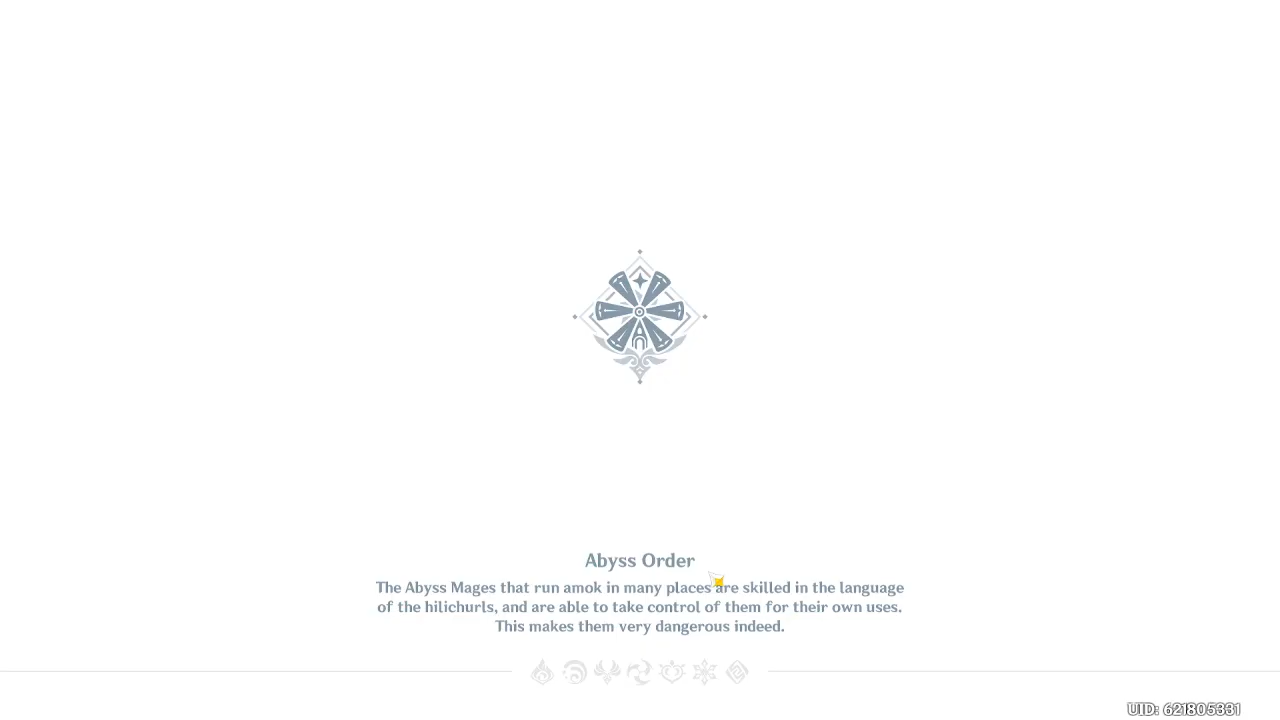 Abyss Order
The Abyss Mages that run amok in many places are skilled in the language
of the hilichurls, and are able to take control of them for their own uses.
This makes them very dangerous indeed.
UID: 621805331